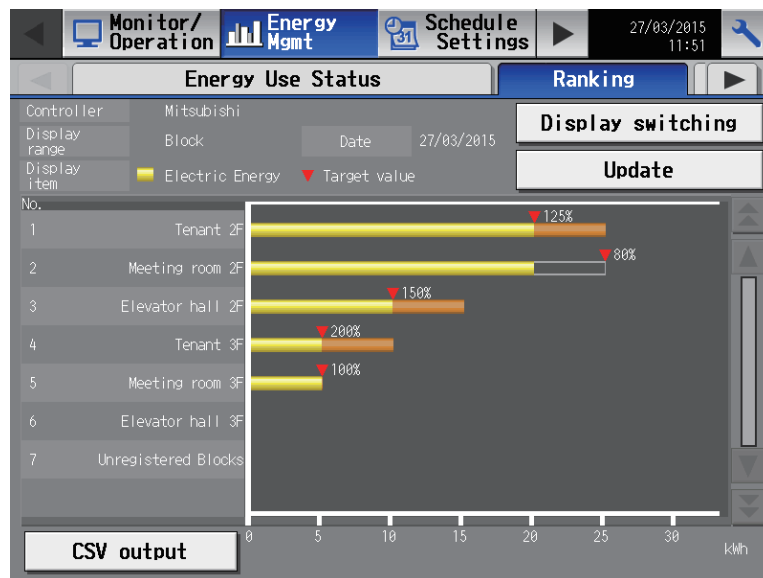 Monitor/
Operation
Energy
Mgmt
31
Schedule
Settings
27/03/2015
11:51
Energy Use Status
Ranking
Controller
Mitsubishi
Display switching
Display
range
Block
Date
27/03/2015
Update
Display
item
Electric Energy
Target value
No.
1
Tenant 2F
125%
2
Meeting room 2F
80%
3
Elevator hall 2F
150%
4
Tenant 3F
200%
5
Meeting room 3F
100%
6
Elevator hall 3F
7
Unregistered Blocks
0 5 10 15 20 25 30
kWh
CSV output